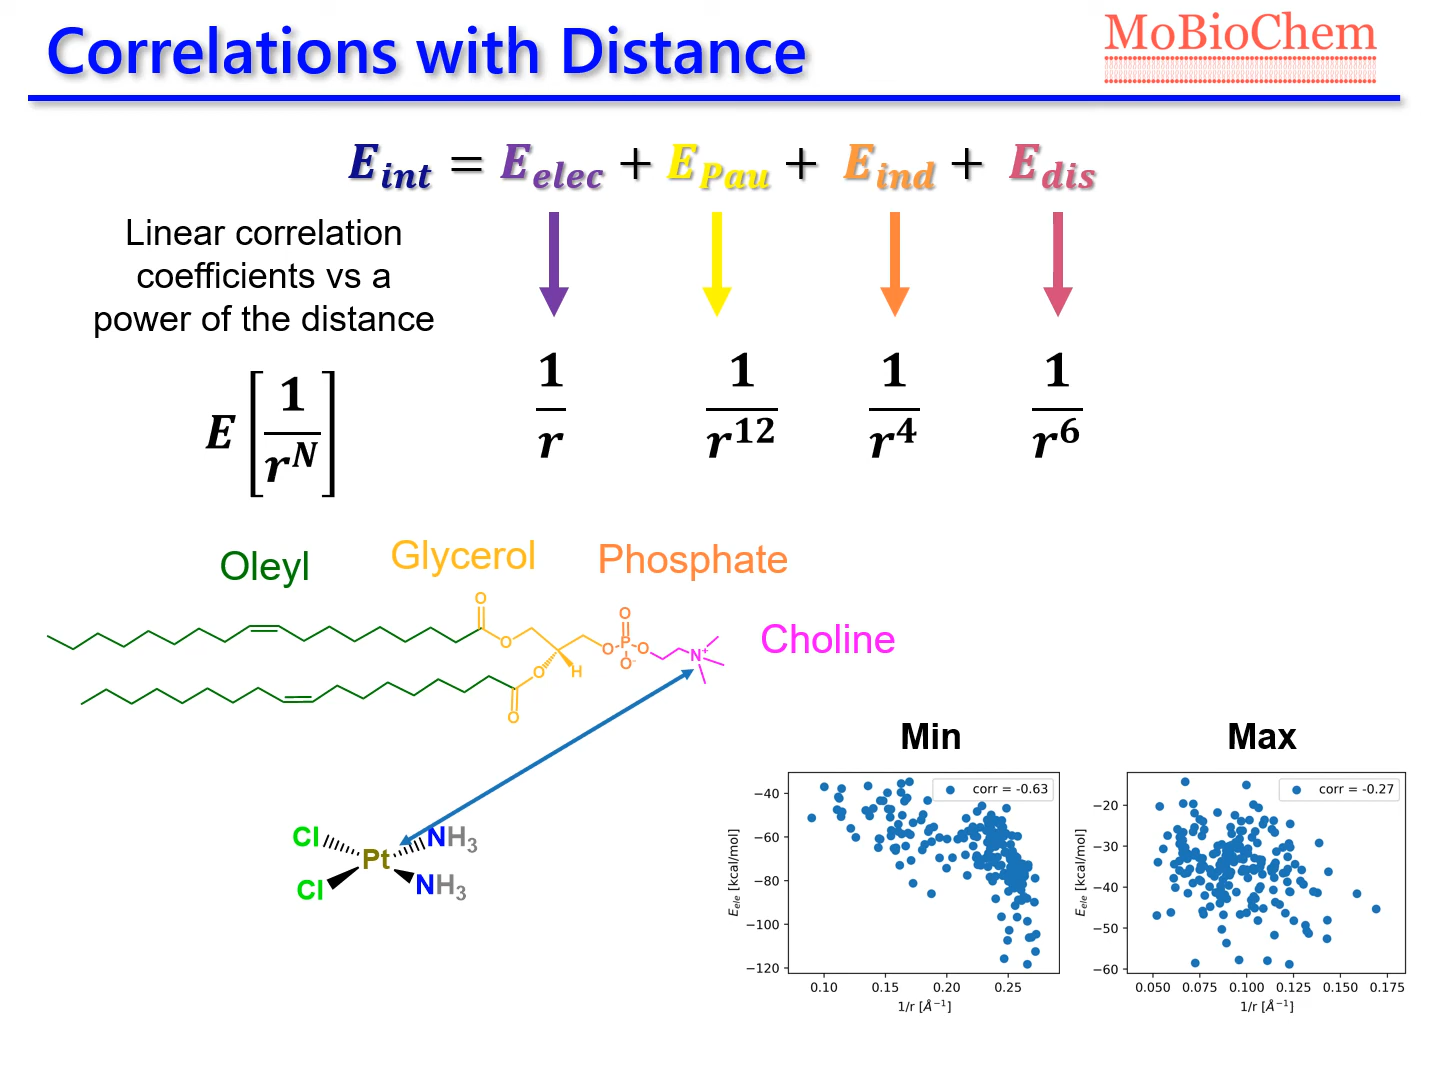 Correlations with Distance
MoBioChem
E_int = E_elec + E_Pau + E_ind + E_dis
Linear correlation
coefficients vs a
power of the distance
E [1/r^N]
1/r 1/r^12 1/r^4 1/r^6
Oleyl
Glycerol
Phosphate
Choline
O
O
O
O
H
O
P
O
O
O⁻
N⁺
Cl
Cl
Pt
NH₃
NH₃
Min
corr = -0.63
−40
−60
−80
−100
−120
E_ele [kcal/mol]
0.10 0.15 0.20 0.25
1/r [Å⁻¹]
Max
corr = -0.27
−20
−30
−40
−50
−60
E_ele [kcal/mol]
0.050 0.075 0.100 0.125 0.150 0.175
1/r [Å⁻¹]